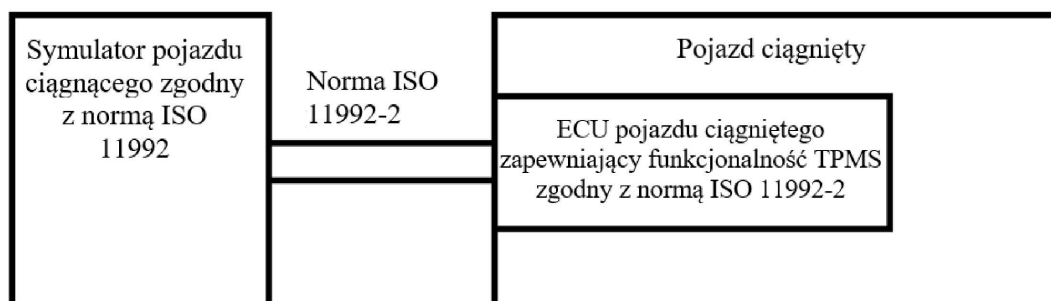 Symulator pojazdu
ciągnącego zgodny
z normą ISO
11992
Norma ISO
11992-2
Pojazd ciągnięty
ECU pojazdu ciągniętego
zapewniający funkcjonalność TPMS
zgodny z normą ISO 11992-2